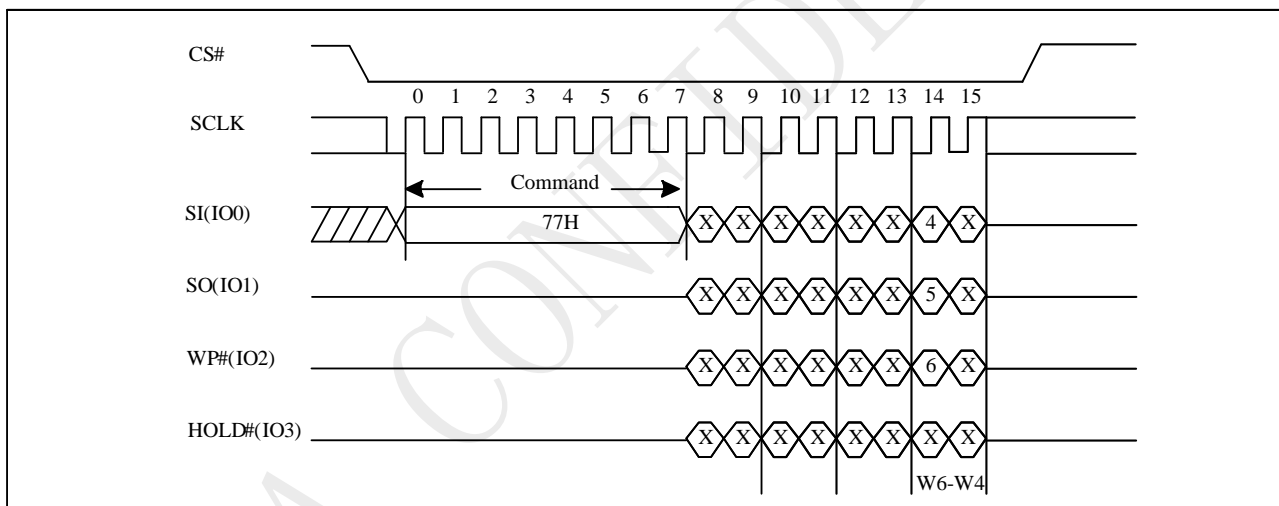 CS#
0 1 2 3 4 5 6 7 8 9 10 11 12 13 14 15
SCLK
Command
SI(IO0) 77H X X X X X X 4 X
SO(IO1) X X X X X X 5 X
WP#(IO2) X X X X X X 6 X
HOLD#(IO3) X X X X X X X X
W6-W4